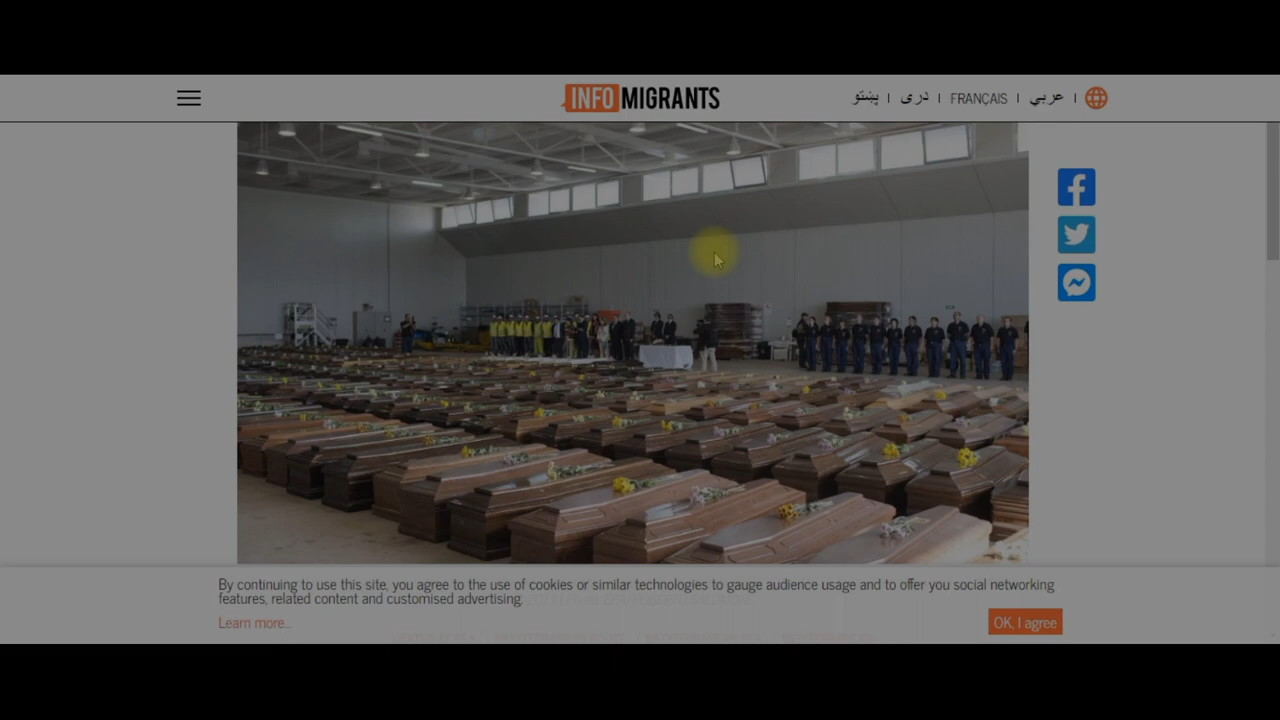 INFOMIGRANTS
پښتو | دری | FRANÇAIS | عربي |
By continuing to use this site, you agree to the use of cookies or similar technologies to gauge audience usage and to offer you social networking
features, related content and customised advertising.
Learn more...
OK, I agree